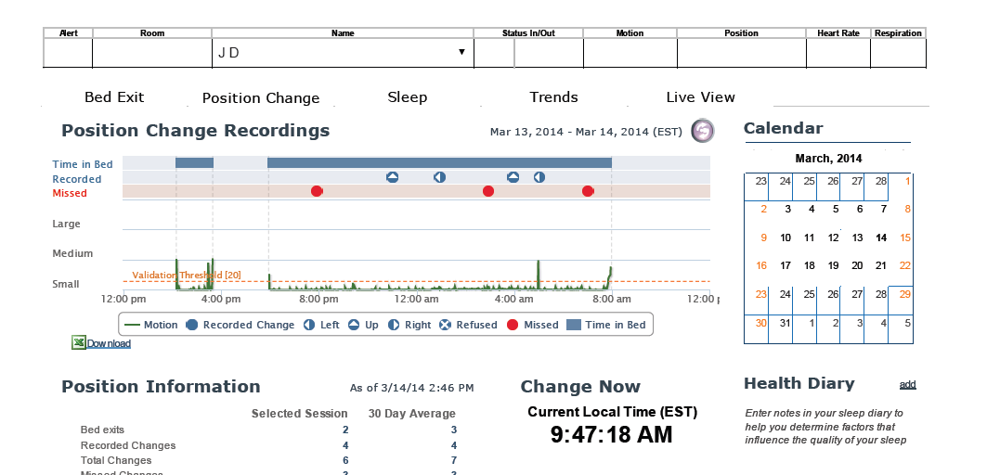 Alert Room Name Status In/Out Motion Position Heart Rate Respiration
J D
Bed Exit Position Change Sleep Trends Live View
Position Change Recordings Mar 13, 2014 - Mar 14, 2014 (EST)
Time in Bed
Recorded
Missed
Large
Medium
Small
Validation Threshold [20]
12:00 pm 4:00 pm 8:00 pm 12:00 am 4:00 am 8:00 am 12:00 p
Motion Recorded Change Left Up Right Refused Missed Time in Bed
Download
Calendar
March, 2014
23 24 25 26 27 28 1
2 3 4 5 6 7 8
9 10 11 12 13 14 15
16 17 18 19 20 21 22
23 24 25 26 27 28 29
30 31 1 2 3 4 5
Position Information As of 3/14/14 2:46 PM
Selected Session 30 Day Average
Bed exits 2 3
Recorded Changes 4 4
Total Changes 6 7
Missed Changes
Change Now
Current Local Time (EST)
9:47:18 AM
Health Diary add
Enter notes in your sleep diary to
help you determine factors that
influence the quality of your sleep